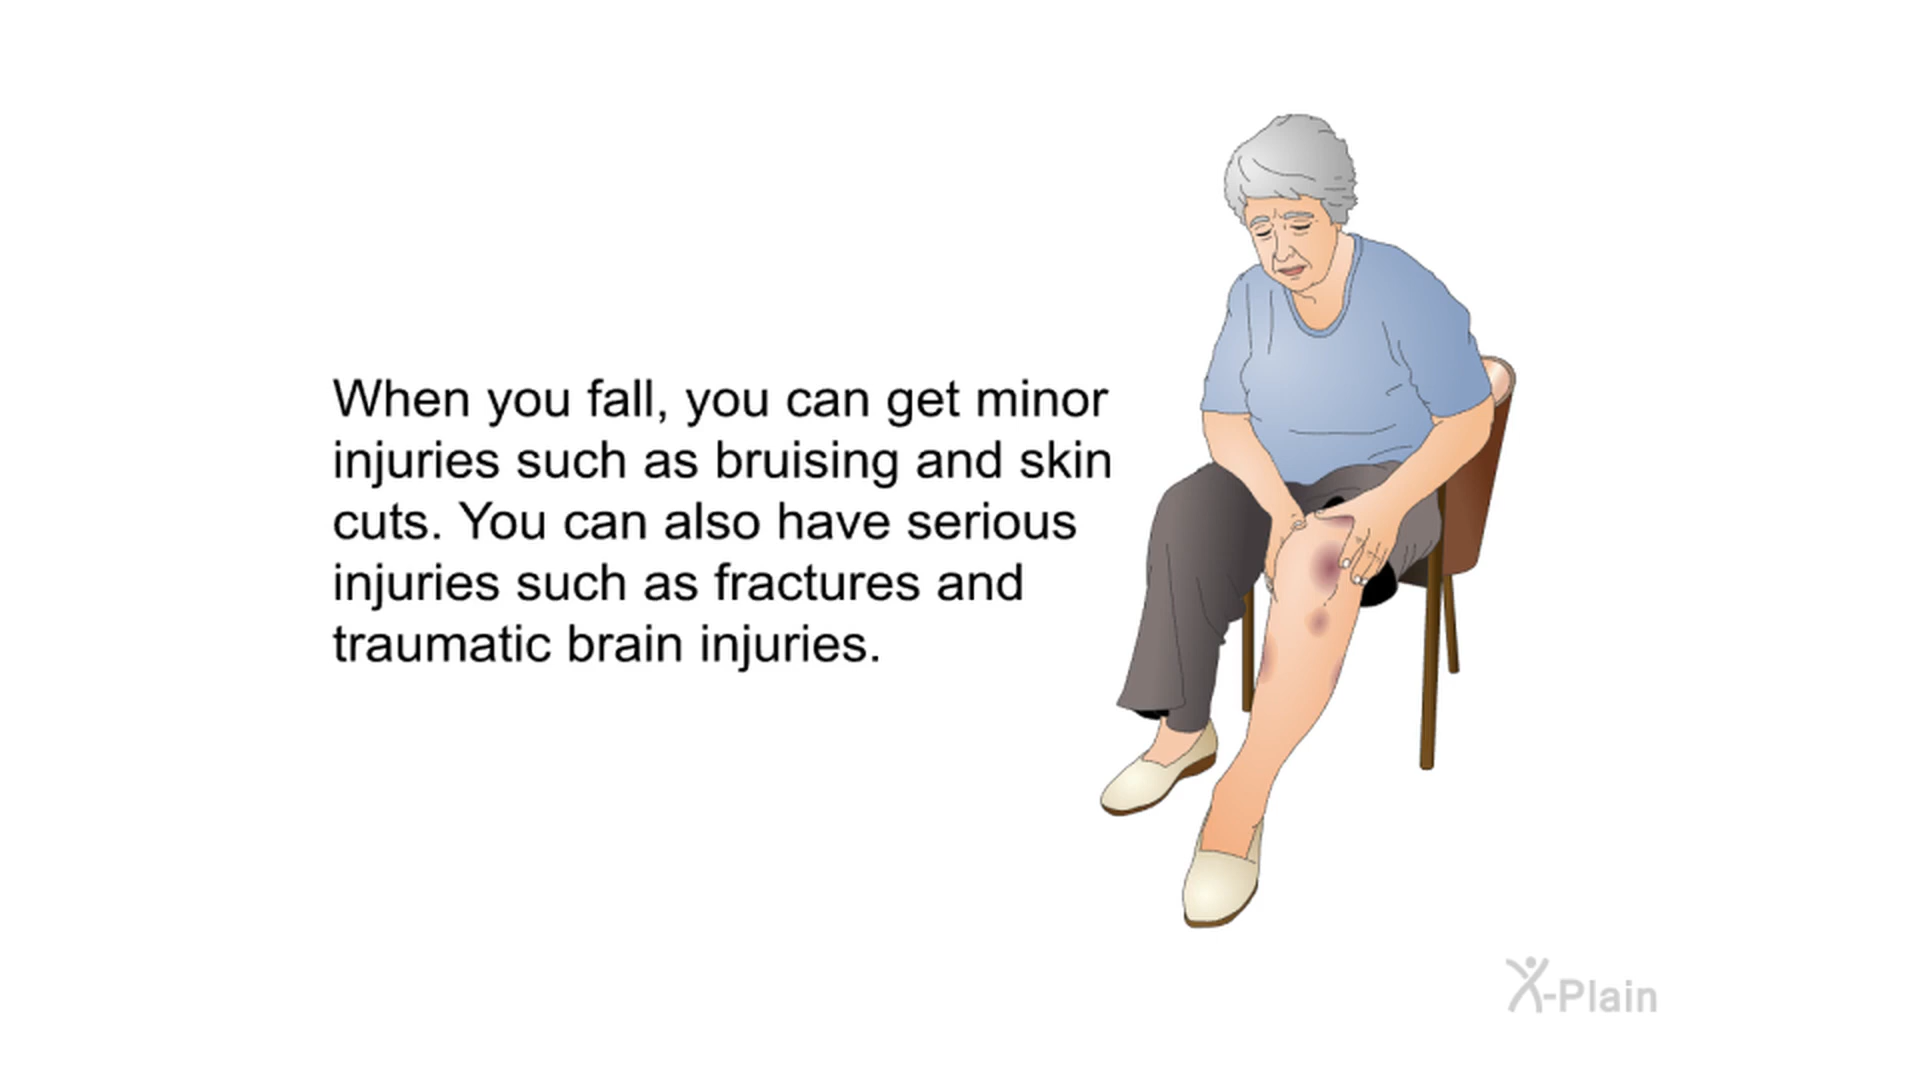 When you fall, you can get minor
injuries such as bruising and skin
cuts. You can also have serious
injuries such as fractures and
traumatic brain injuries.
X-Plain